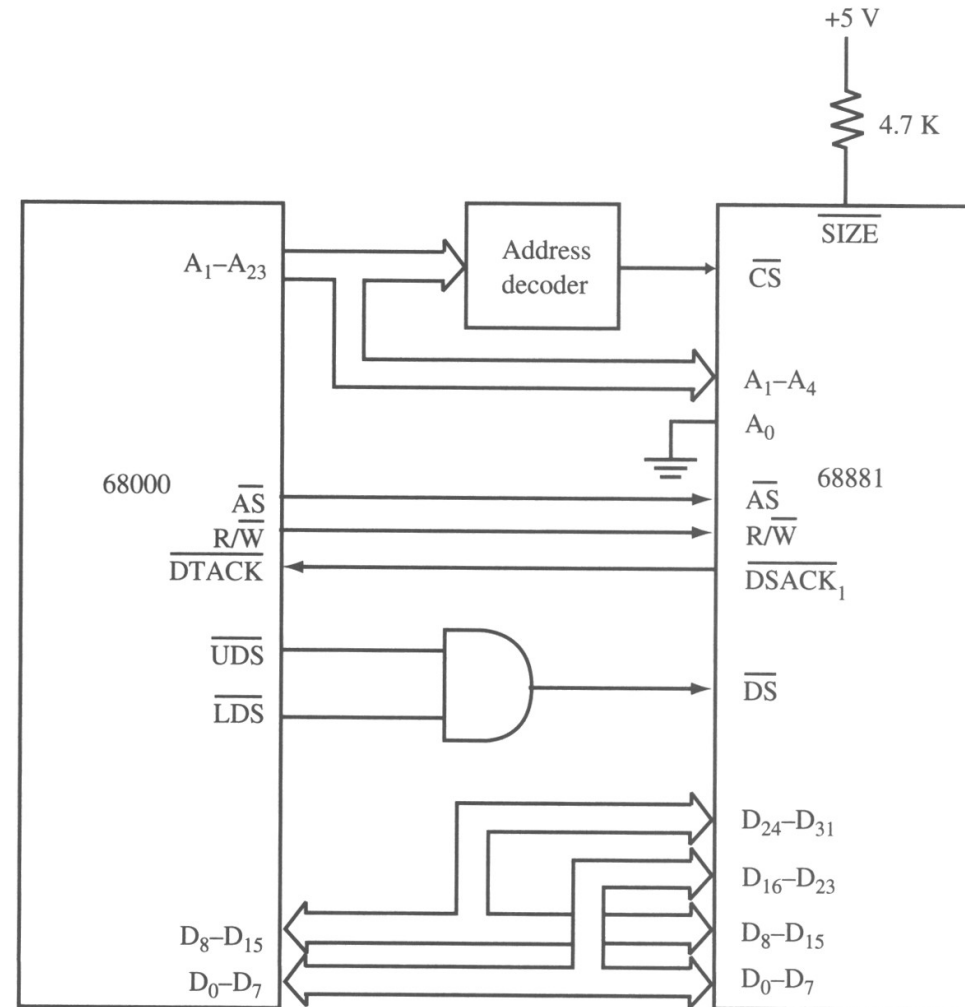 +5 V
4.7 K
SIZE
A₁–A₂₃
Address
decoder
CS
A₁–A₄
A₀
68000
68881
AS
AS
R/W
R/W
DTACK
DSACK₁
UDS
LDS
DS
D₂₄–D₃₁
D₁₆–D₂₃
D₈–D₁₅
D₈–D₁₅
D₀–D₇
D₀–D₇